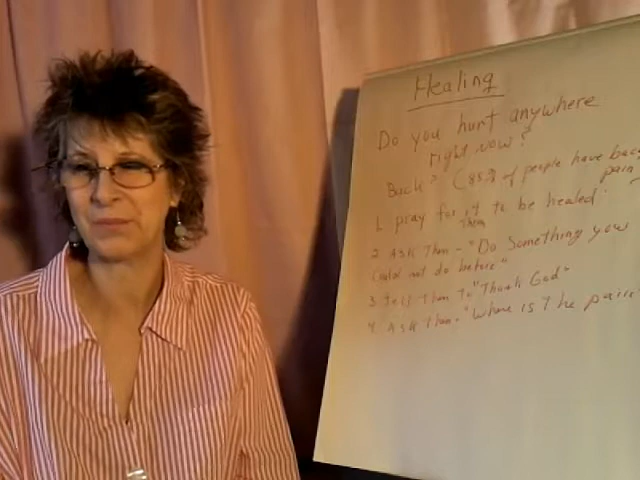 Healing
Do you hurt anywhere
right now?
Back? (85% of people have back
pain
1. pray for it to be healed
Them
2 Ask Them - "Do Something you
could not do before"
3 Tell Them To "Thank God"
4 Ask Them - "Where is The pain